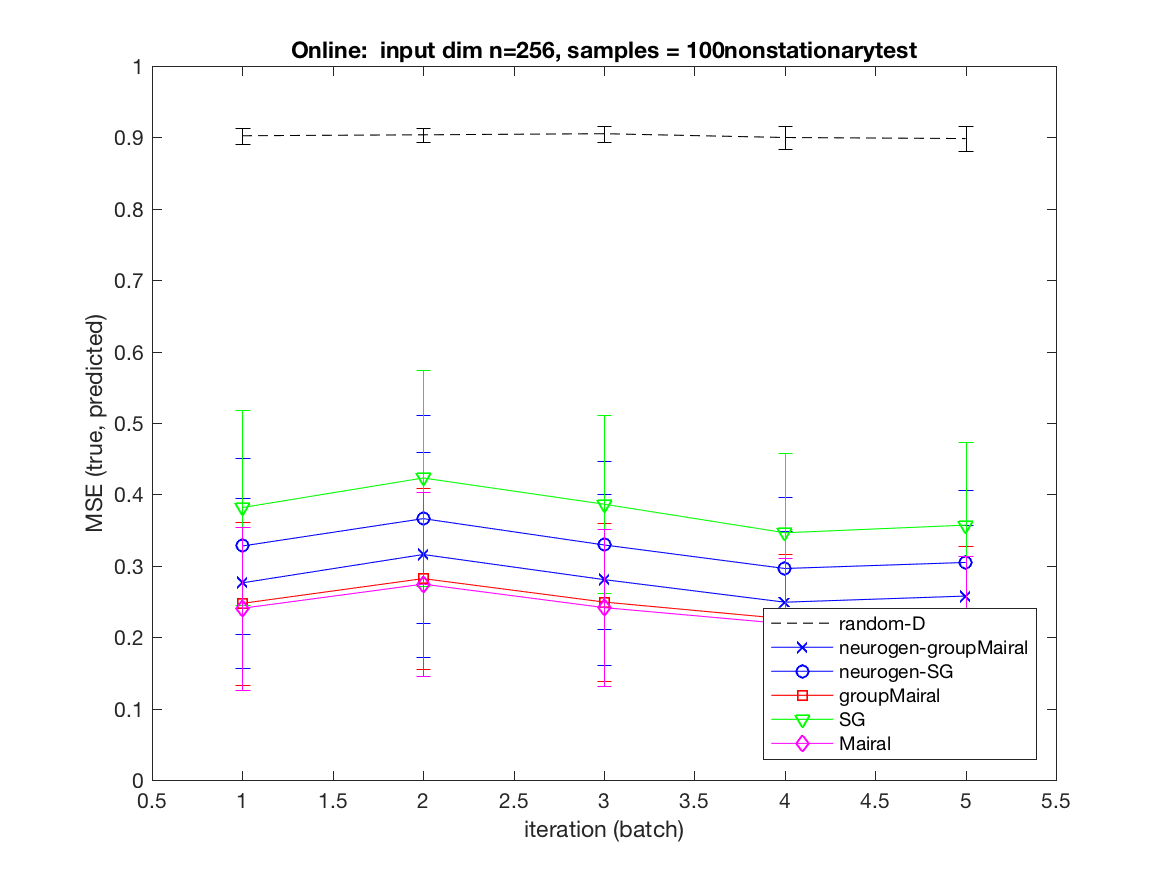 Online:  input dim n=256, samples = 100nonstationarytest
MSE (true, predicted)
1
0.9
0.8
0.7
0.6
0.5
0.4
0.3
0.2
0.1
0
random-D
neurogen-groupMairal
neurogen-SG
groupMairal
SG
Mairal
0.5 1 1.5 2 2.5 3 3.5 4 4.5 5 5.5
iteration (batch)